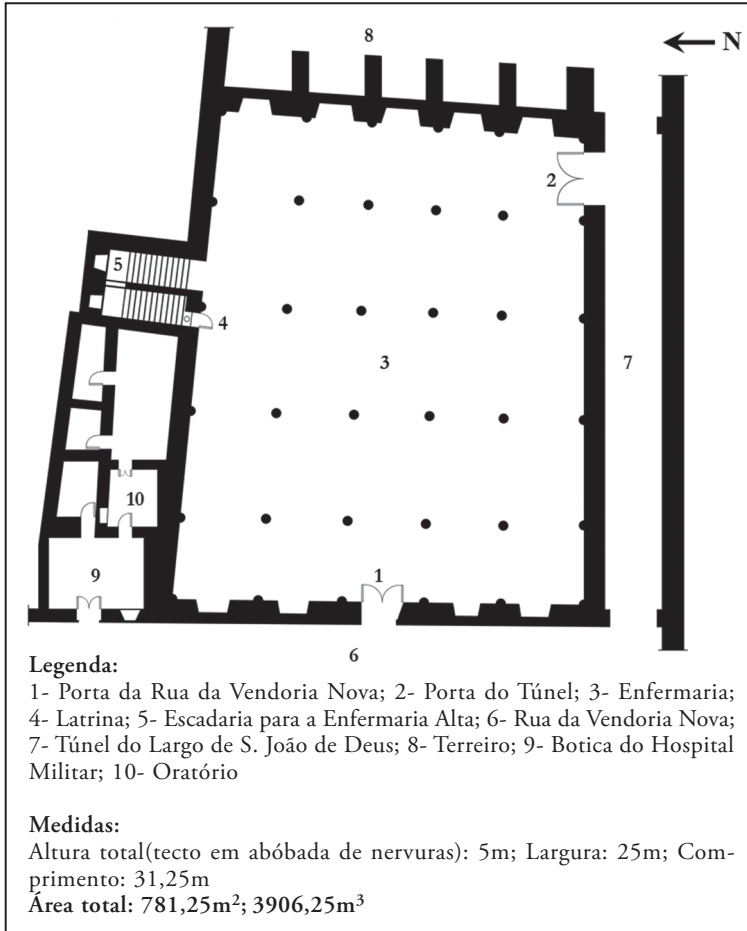 8
N
2
5
4
3
7
10
9
1
6
Legenda:
1- Porta da Rua da Vendoria Nova; 2- Porta do Túnel; 3- Enfermaria;
4- Latrina; 5- Escadaria para a Enfermaria Alta; 6- Rua da Vendoria Nova;
7- Túnel do Largo de S. João de Deus; 8- Terreiro; 9- Botica do Hospital
Militar; 10- Oratório
Medidas:
Altura total(tecto em abóbada de nervuras): 5m; Largura: 25m; Com-
primento: 31,25m
Área total: 781,25m²; 3906,25m³